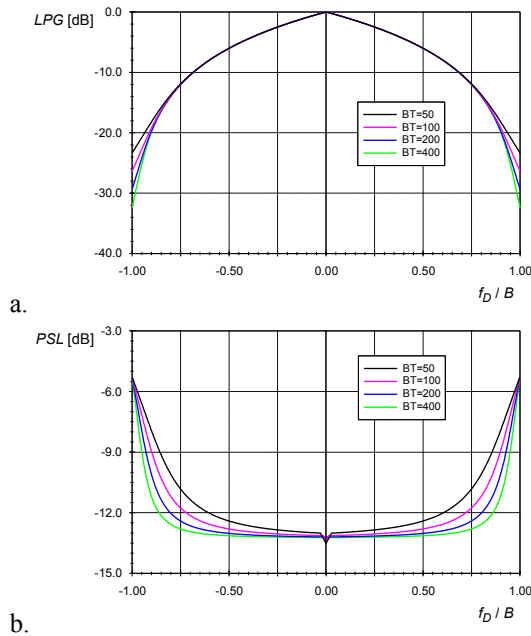 LPG [dB]
0.0
-10.0
-20.0
-30.0
-40.0
BT=50
BT=100
BT=200
BT=400
-1.00 -0.50 0.00 0.50 1.00
f_D / B
a.
PSL [dB]
-3.0
-6.0
-9.0
-12.0
-15.0
BT=50
BT=100
BT=200
BT=400
-1.00 -0.50 0.00 0.50 1.00
f_D / B
b.